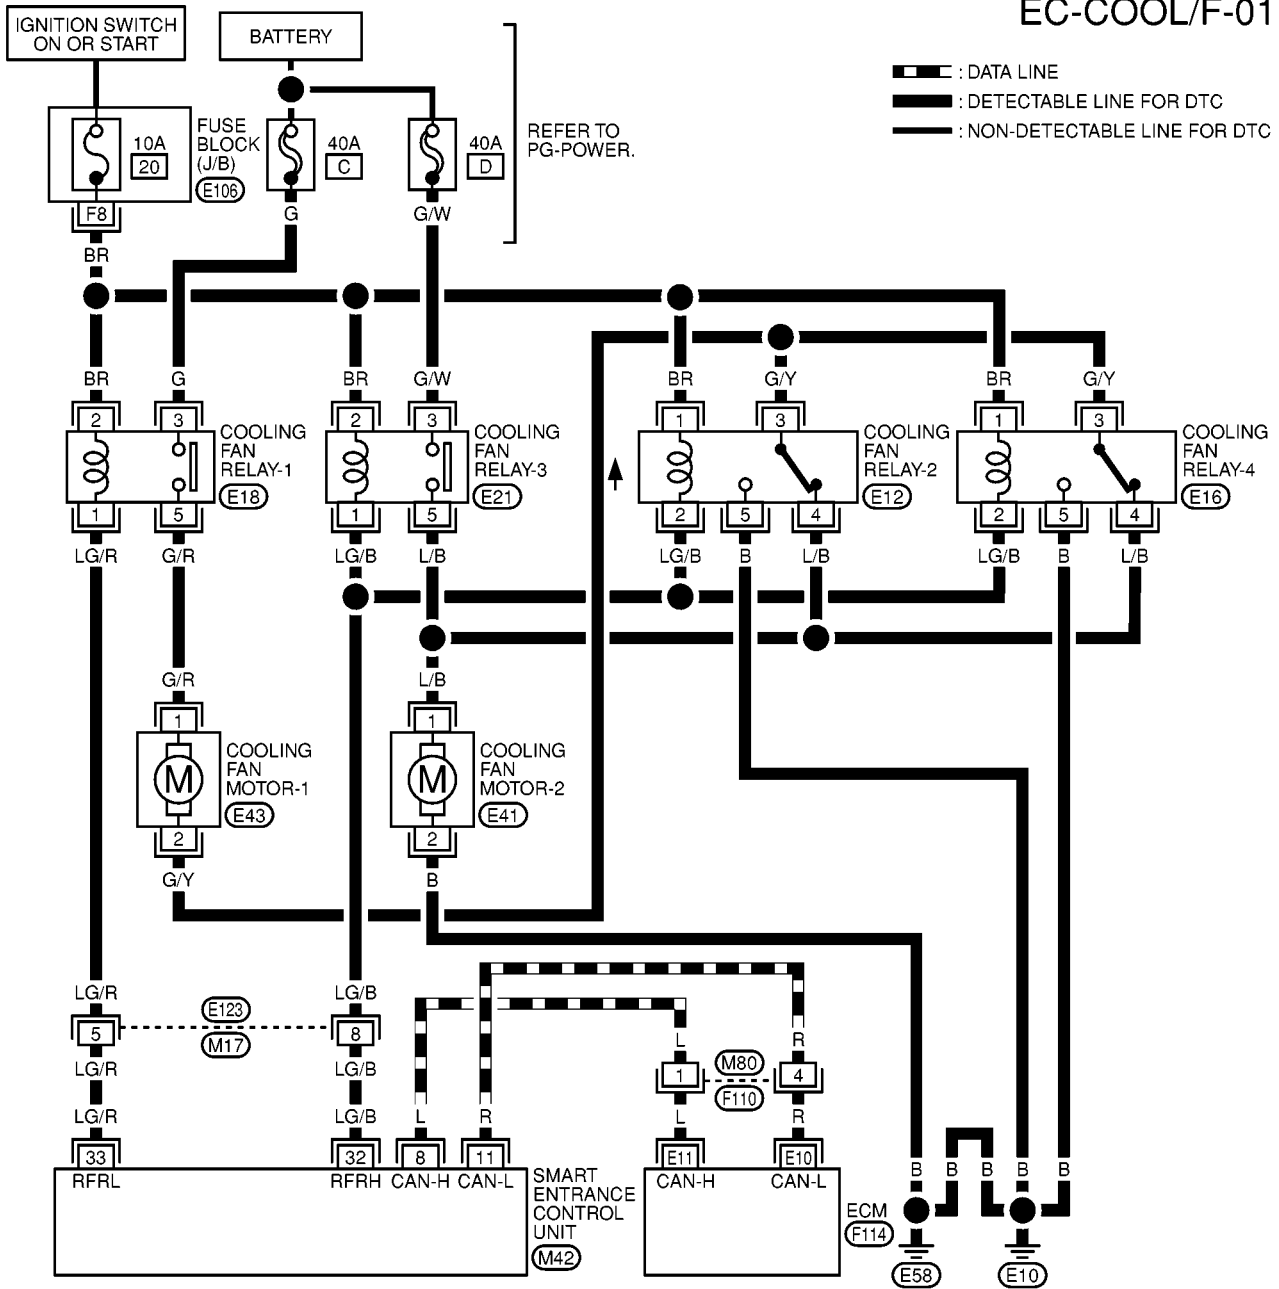 EC-COOL/F-01
IGNITION SWITCH
ON OR START
BATTERY
: DATA LINE
: DETECTABLE LINE FOR DTC
: NON-DETECTABLE LINE FOR DTC
10A
20
FUSE
BLOCK
(J/B)
E106
40A
C
40A
D
REFER TO
PG-POWER.
F8
G
G/W
BR
BR G BR G/W BR G/Y BR G/Y
2 3 2 3 1 3 1 3
COOLING
FAN
RELAY-1
E18
COOLING
FAN
RELAY-3
E21
COOLING
FAN
RELAY-2
E12
COOLING
FAN
RELAY-4
E16
1 5 1 5 2 5 4 2 5 4
LG/R G/R LG/B L/B LG/B B L/B LG/B B L/B
G/R L/B
1 1
M
COOLING
FAN
MOTOR-1
E43
M
COOLING
FAN
MOTOR-2
E41
2 2
G/Y B
LG/R LG/B
5 E123 8
M17
LG/R LG/B
L R
1 M80 4
F110
LG/R LG/B L R L R
33 32 8 11 E11 E10
RFRL RFRH CAN-H CAN-L CAN-H CAN-L
SMART
ENTRANCE
CONTROL
UNIT
M42
ECM
F114
B B B B B
E58 E10